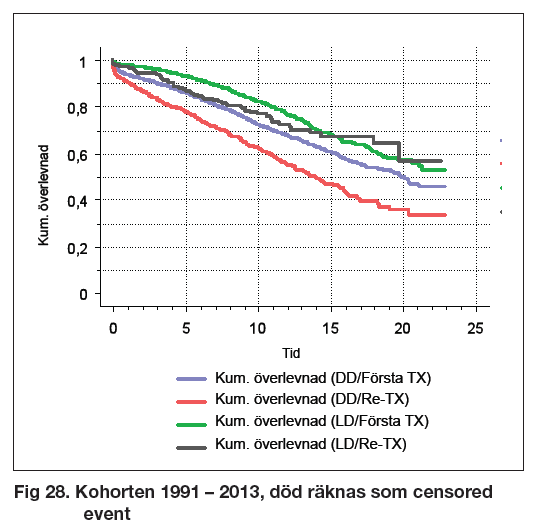 1
0,8
0,6
0,4
0,2
0
Kum. överlevnad
0 5 10 15 20 25
Tid
Kum. överlevnad (DD/Första TX)
Kum. överlevnad (DD/Re-TX)
Kum. överlevnad (LD/Första TX)
Kum. överlevnad (LD/Re-TX)
Fig 28. Kohorten 1991 – 2013, död räknas som censored
event